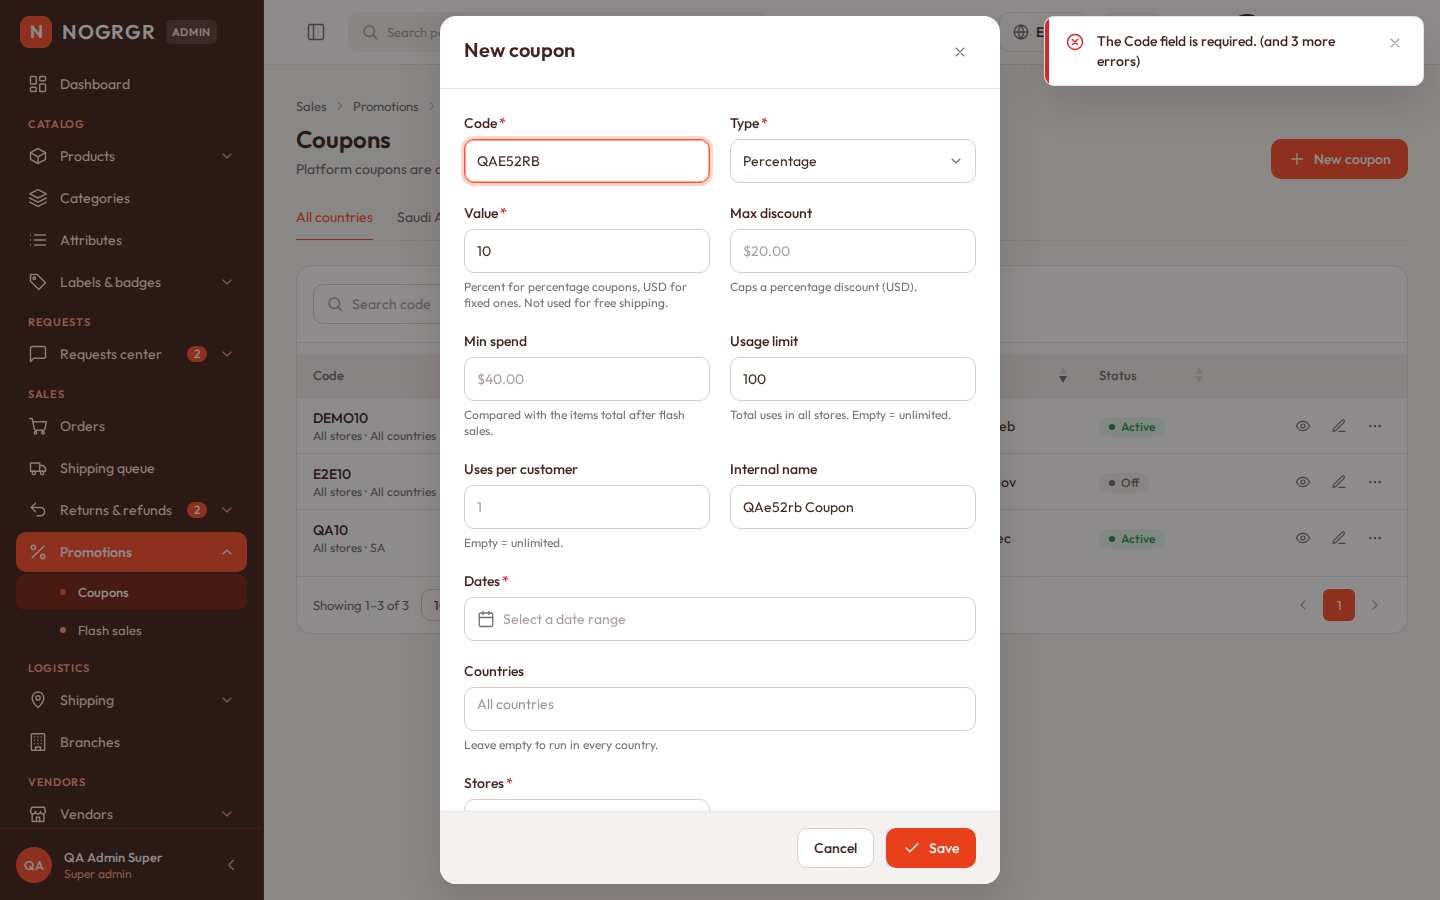 N NOGRGR ADMIN
Dashboard
CATALOG
Products
Categories
Attributes
Labels & badges
REQUESTS
Requests center 2
SALES
Orders
Shipping queue
Returns & refunds 2
Promotions
Coupons
Flash sales
LOGISTICS
Shipping
Branches
VENDORS
Vendors
QA QA Admin Super
Super admin
Search
Sales > Promotions >
Coupons
Platform coupons are
New coupon
All countries Saudi
Search code
Code Status
DEMO10
All stores · All countries
Active
E2E10
All stores · All countries
Off
QA10
All stores · SA
Active
Showing 1–3 of 3
1
New coupon
Code* Type*
QAE52RB Percentage
Value* Max discount
10 $20.00
Percent for percentage coupons, USD for Caps a percentage discount (USD).
fixed ones. Not used for free shipping.
Min spend Usage limit
$40.00 100
Compared with the items total after flash Total uses in all stores. Empty = unlimited.
sales.
Uses per customer Internal name
1 QAe52rb Coupon
Empty = unlimited.
Dates*
Select a date range
Countries
All countries
Leave empty to run in every country.
Stores*
Cancel Save
The Code field is required. (and 3 more
errors)